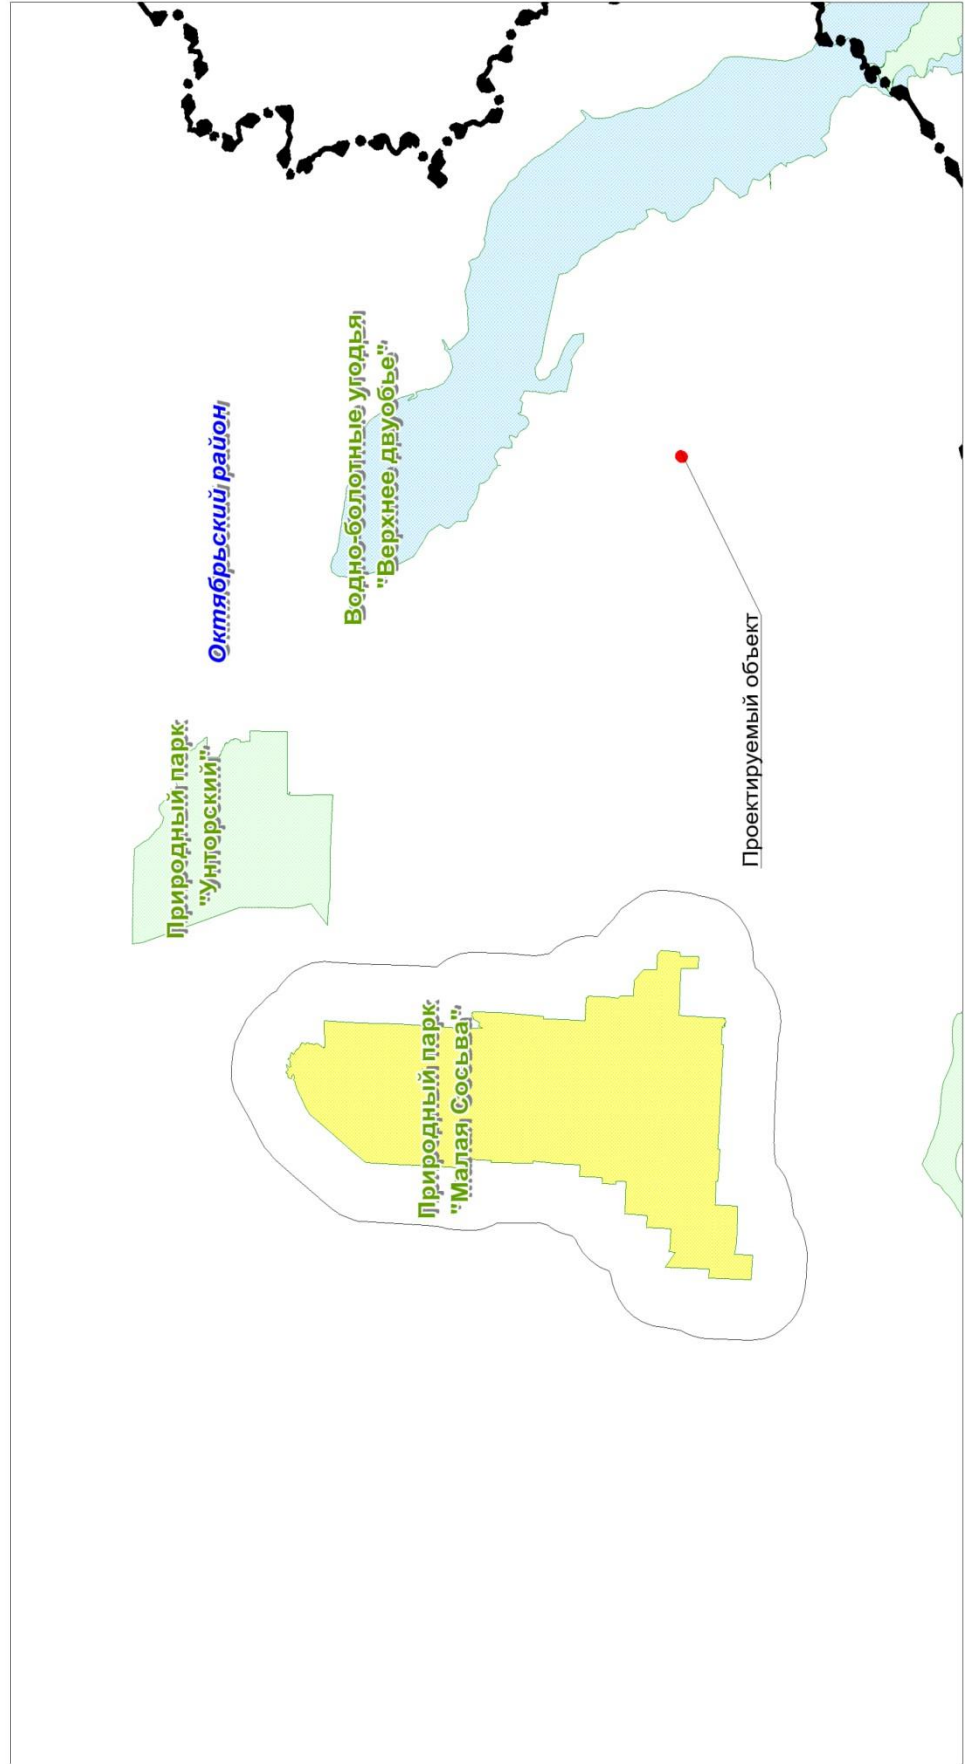 Природный парк
"Унторский"
Октябрьский район
Водно-болотные угодья
"Верхнее двуобье"
Природный парк
"Малая Сосьва"
Проектируемый объект